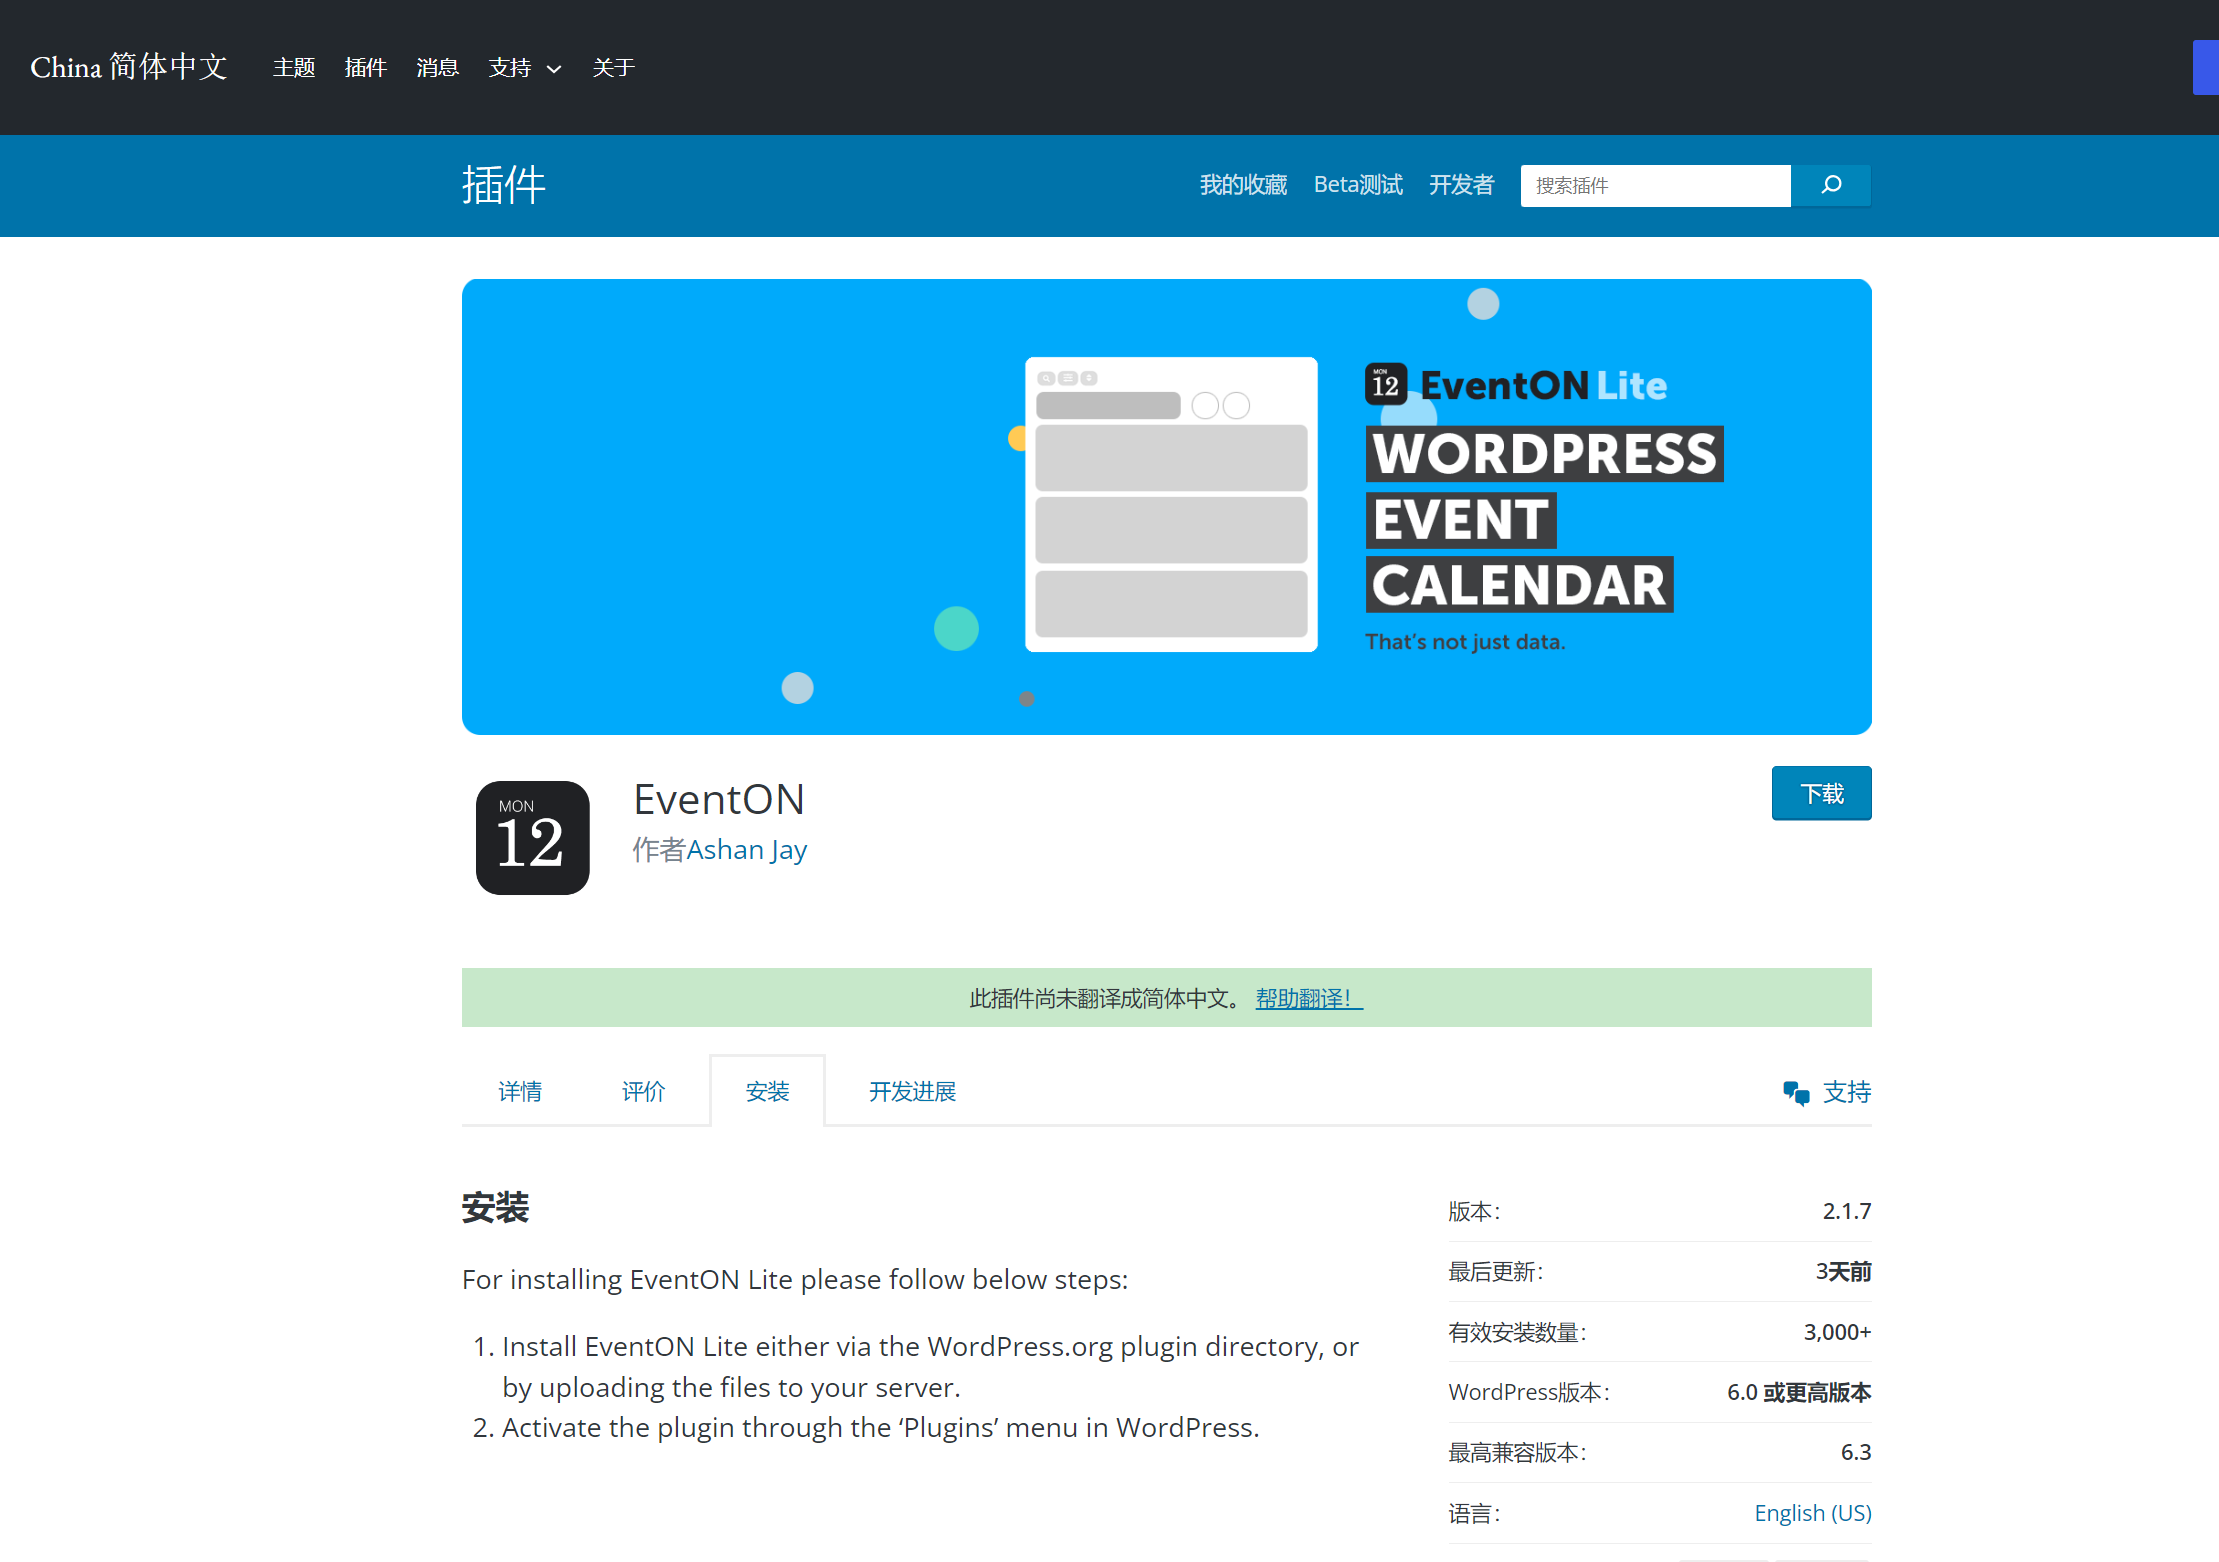 China 简体中文 主题 插件 消息 支持 关于
插件 我的收藏 Beta测试 开发者 搜索插件
MON
12 EventON Lite
WORDPRESS
EVENT
CALENDAR
That's not just data.
MON
12
EventON
作者Ashan Jay
下载
此插件尚未翻译成简体中文。 帮助翻译！
详情 评价 安装 开发进展 支持
安装
For installing EventON Lite please follow below steps:
1. Install EventON Lite either via the WordPress.org plugin directory, or
by uploading the files to your server.
2. Activate the plugin through the ‘Plugins’ menu in WordPress.
版本： 2.1.7
最后更新： 3天前
有效安装数量： 3,000+
WordPress版本： 6.0 或更高版本
最高兼容版本： 6.3
语言： English (US)